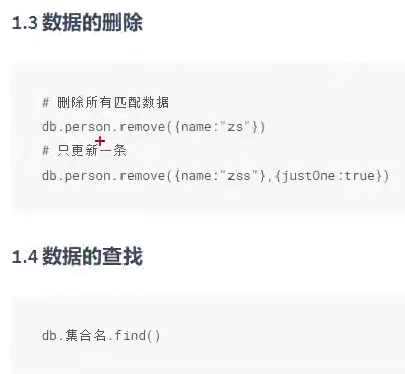 1.3 数据的删除
# 删除所有匹配数据
db.person.remove({name:"zs"})
# 只更新一条
db.person.remove({name:"zss"},{justOne:true})
1.4 数据的查找
db.集合名.find()